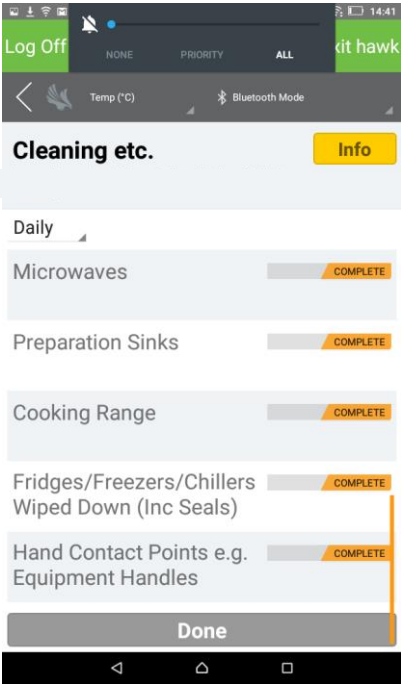 14:41
Log Off
xit hawk
NONE
PRIORITY
ALL
Temp (°C)
Bluetooth Mode
Cleaning etc.
Info
Daily
Microwaves
COMPLETE
Preparation Sinks
COMPLETE
Cooking Range
COMPLETE
Fridges/Freezers/Chillers
COMPLETE
Wiped Down (Inc Seals)
Hand Contact Points e.g.
COMPLETE
Equipment Handles
Done